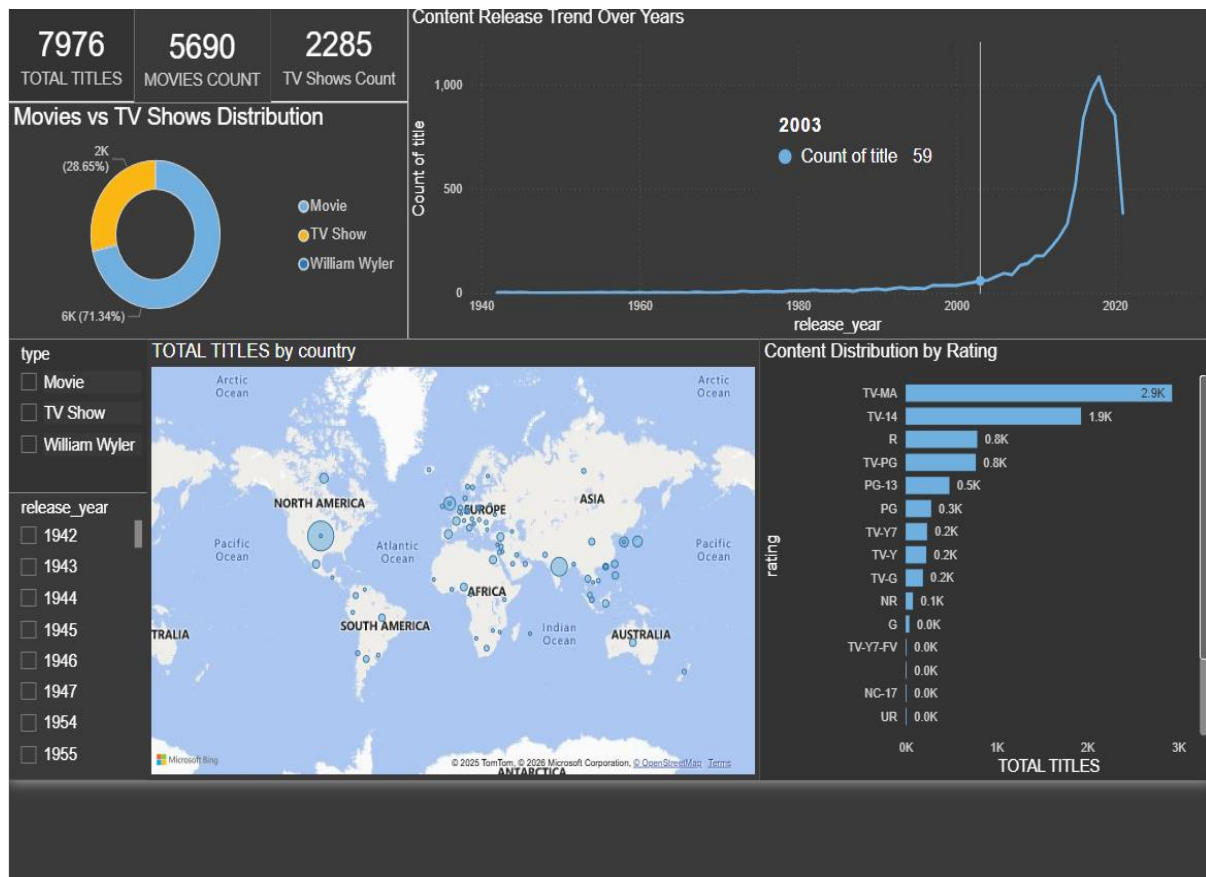 7976
TOTAL TITLES
5690
MOVIES COUNT
2285
TV Shows Count
Movies vs TV Shows Distribution
2K
(28.65%)
6K (71.34%)
Movie
TV Show
William Wyler
Content Release Trend Over Years
Count of title
1,000
500
0
2003
Count of title 59
1940
1960
1980
2000
2020
release_year
type
Movie
TV Show
William Wyler
release_year
1942
1943
1944
1945
1946
1947
1954
1955
TOTAL TITLES by country
Arctic
Ocean
Arctic
Ocean
NORTH AMERICA
EUROPE
ASIA
Pacific
Ocean
Atlantic
Ocean
Pacific
Ocean
AFRICA
SOUTH AMERICA
Indian
Ocean
TRALIA
AUSTRALIA
Microsoft Bing
© 2025 TomTom, © 2026 Microsoft Corporation, © OpenStreetMap Terms
ANTARCTICA
Content Distribution by Rating
rating
TV-MA 2.9K
TV-14 1.9K
R 0.8K
TV-PG 0.8K
PG-13 0.5K
PG 0.3K
TV-Y7 0.2K
TV-Y 0.2K
TV-G 0.2K
NR 0.1K
G 0.0K
TV-Y7-FV 0.0K
0.0K
NC-17 0.0K
UR 0.0K
0K 1K 2K 3K
TOTAL TITLES